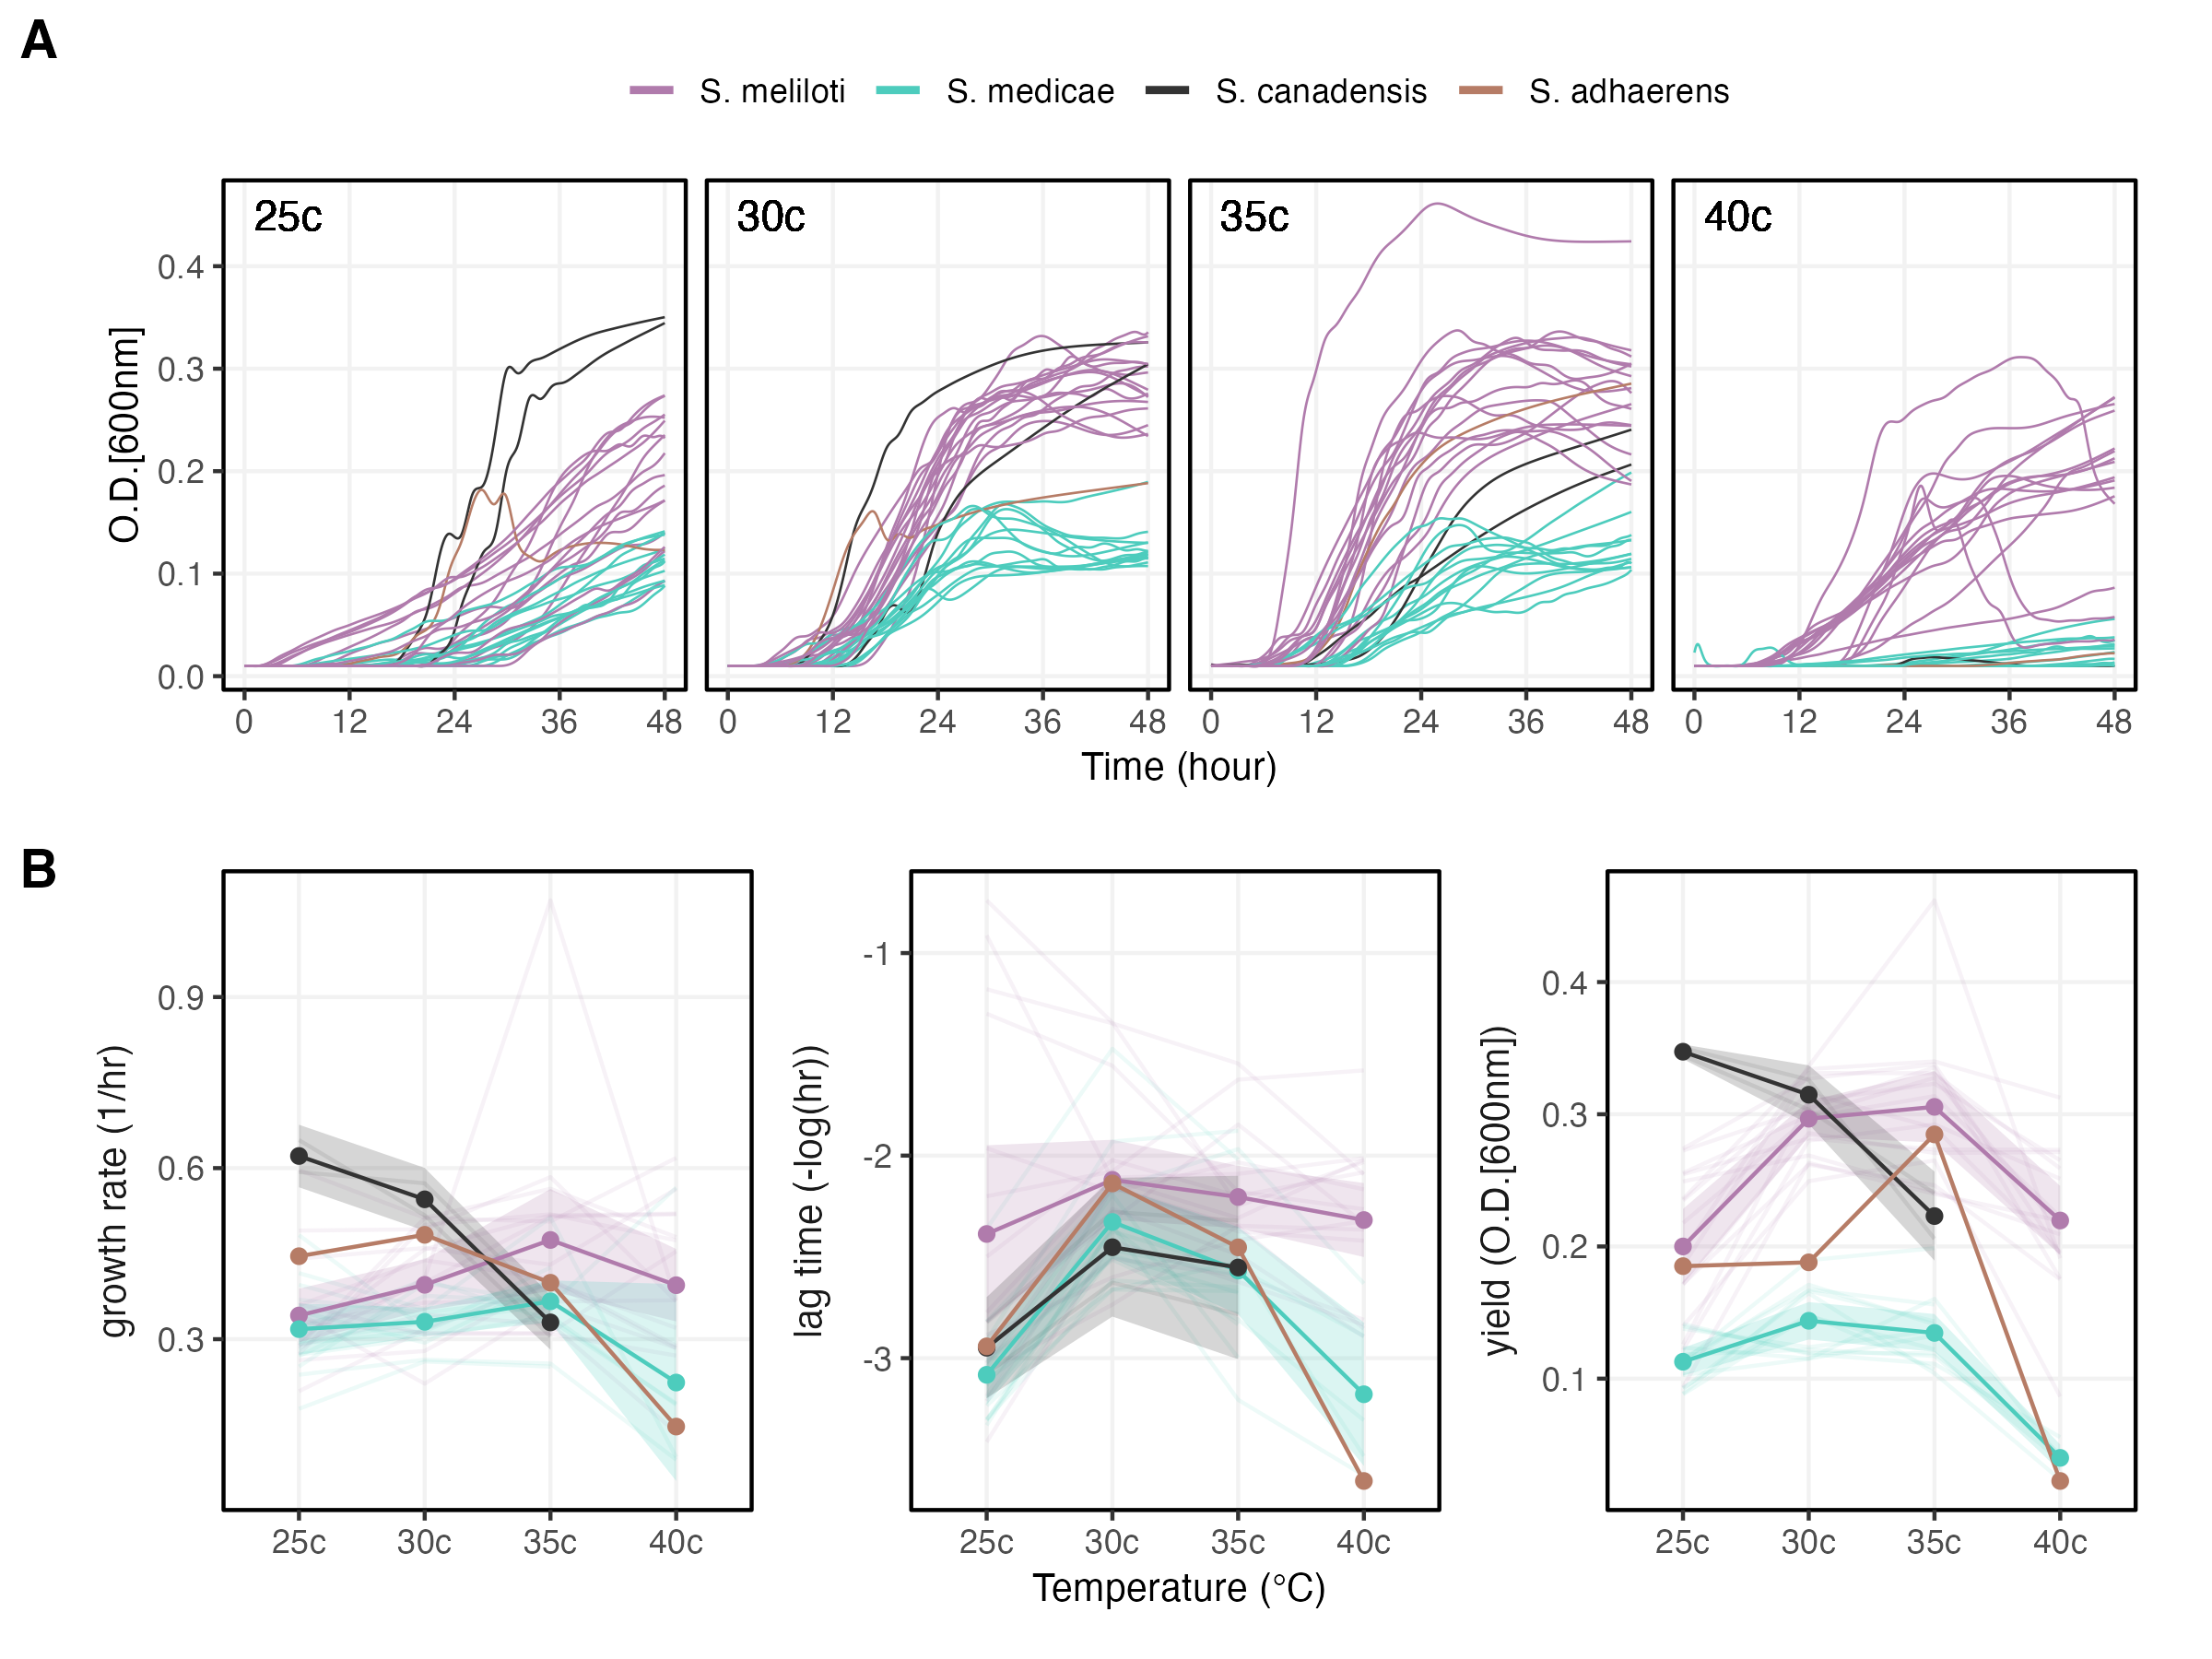 A
S. meliloti S. medicae S. canadensis S. adhaerens
25c 30c 35c 40c
O.D.[600nm]
0.4
0.3
0.2
0.1
0.0
0 12 24 36 48 0 12 24 36 48 0 12 24 36 48 0 12 24 36 48
Time (hour)
B
growth rate (1/hr)
0.9
0.6
0.3
25c 30c 35c 40c
lag time (-log(hr))
-1
-2
-3
25c 30c 35c 40c
yield (O.D.[600nm])
0.4
0.3
0.2
0.1
25c 30c 35c 40c
Temperature (°C)